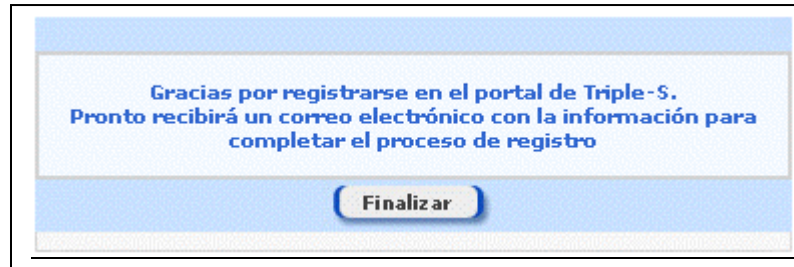 Gracias por registrarse en el portal de Triple-S.
Pronto recibirá un correo electrónico con la información para
completar el proceso de registro
Finalizar